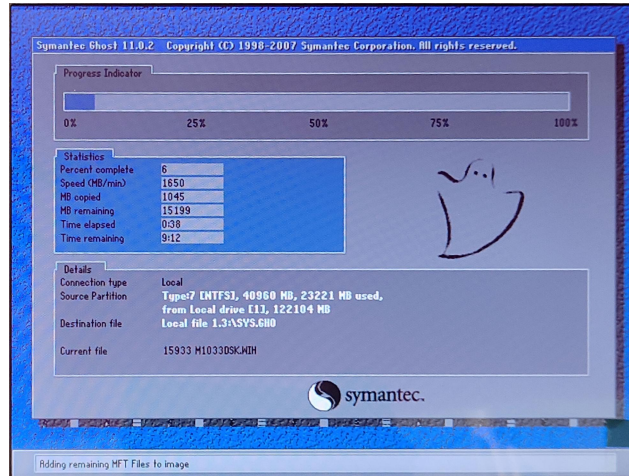 Symantec Ghost 11.0.2 Copyright (C) 1998-2007 Symantec Corporation. All rights reserved.
Progress Indicator
0% 25% 50% 75% 100%
Statistics
Percent complete 6
Speed (MB/min) 1650
MB copied 1045
MB remaining 15199
Time elapsed 0:38
Time remaining 9:12
Details
Connection type Local
Source Partition Type:7 [NTFS], 40960 MB, 23221 MB used,
from Local drive [1], 122104 MB
Destination file Local file 1.3:\SYS.GHO
Current file 15933 M1033DSK.WIH
symantec.
Adding remaining MFT Files to image